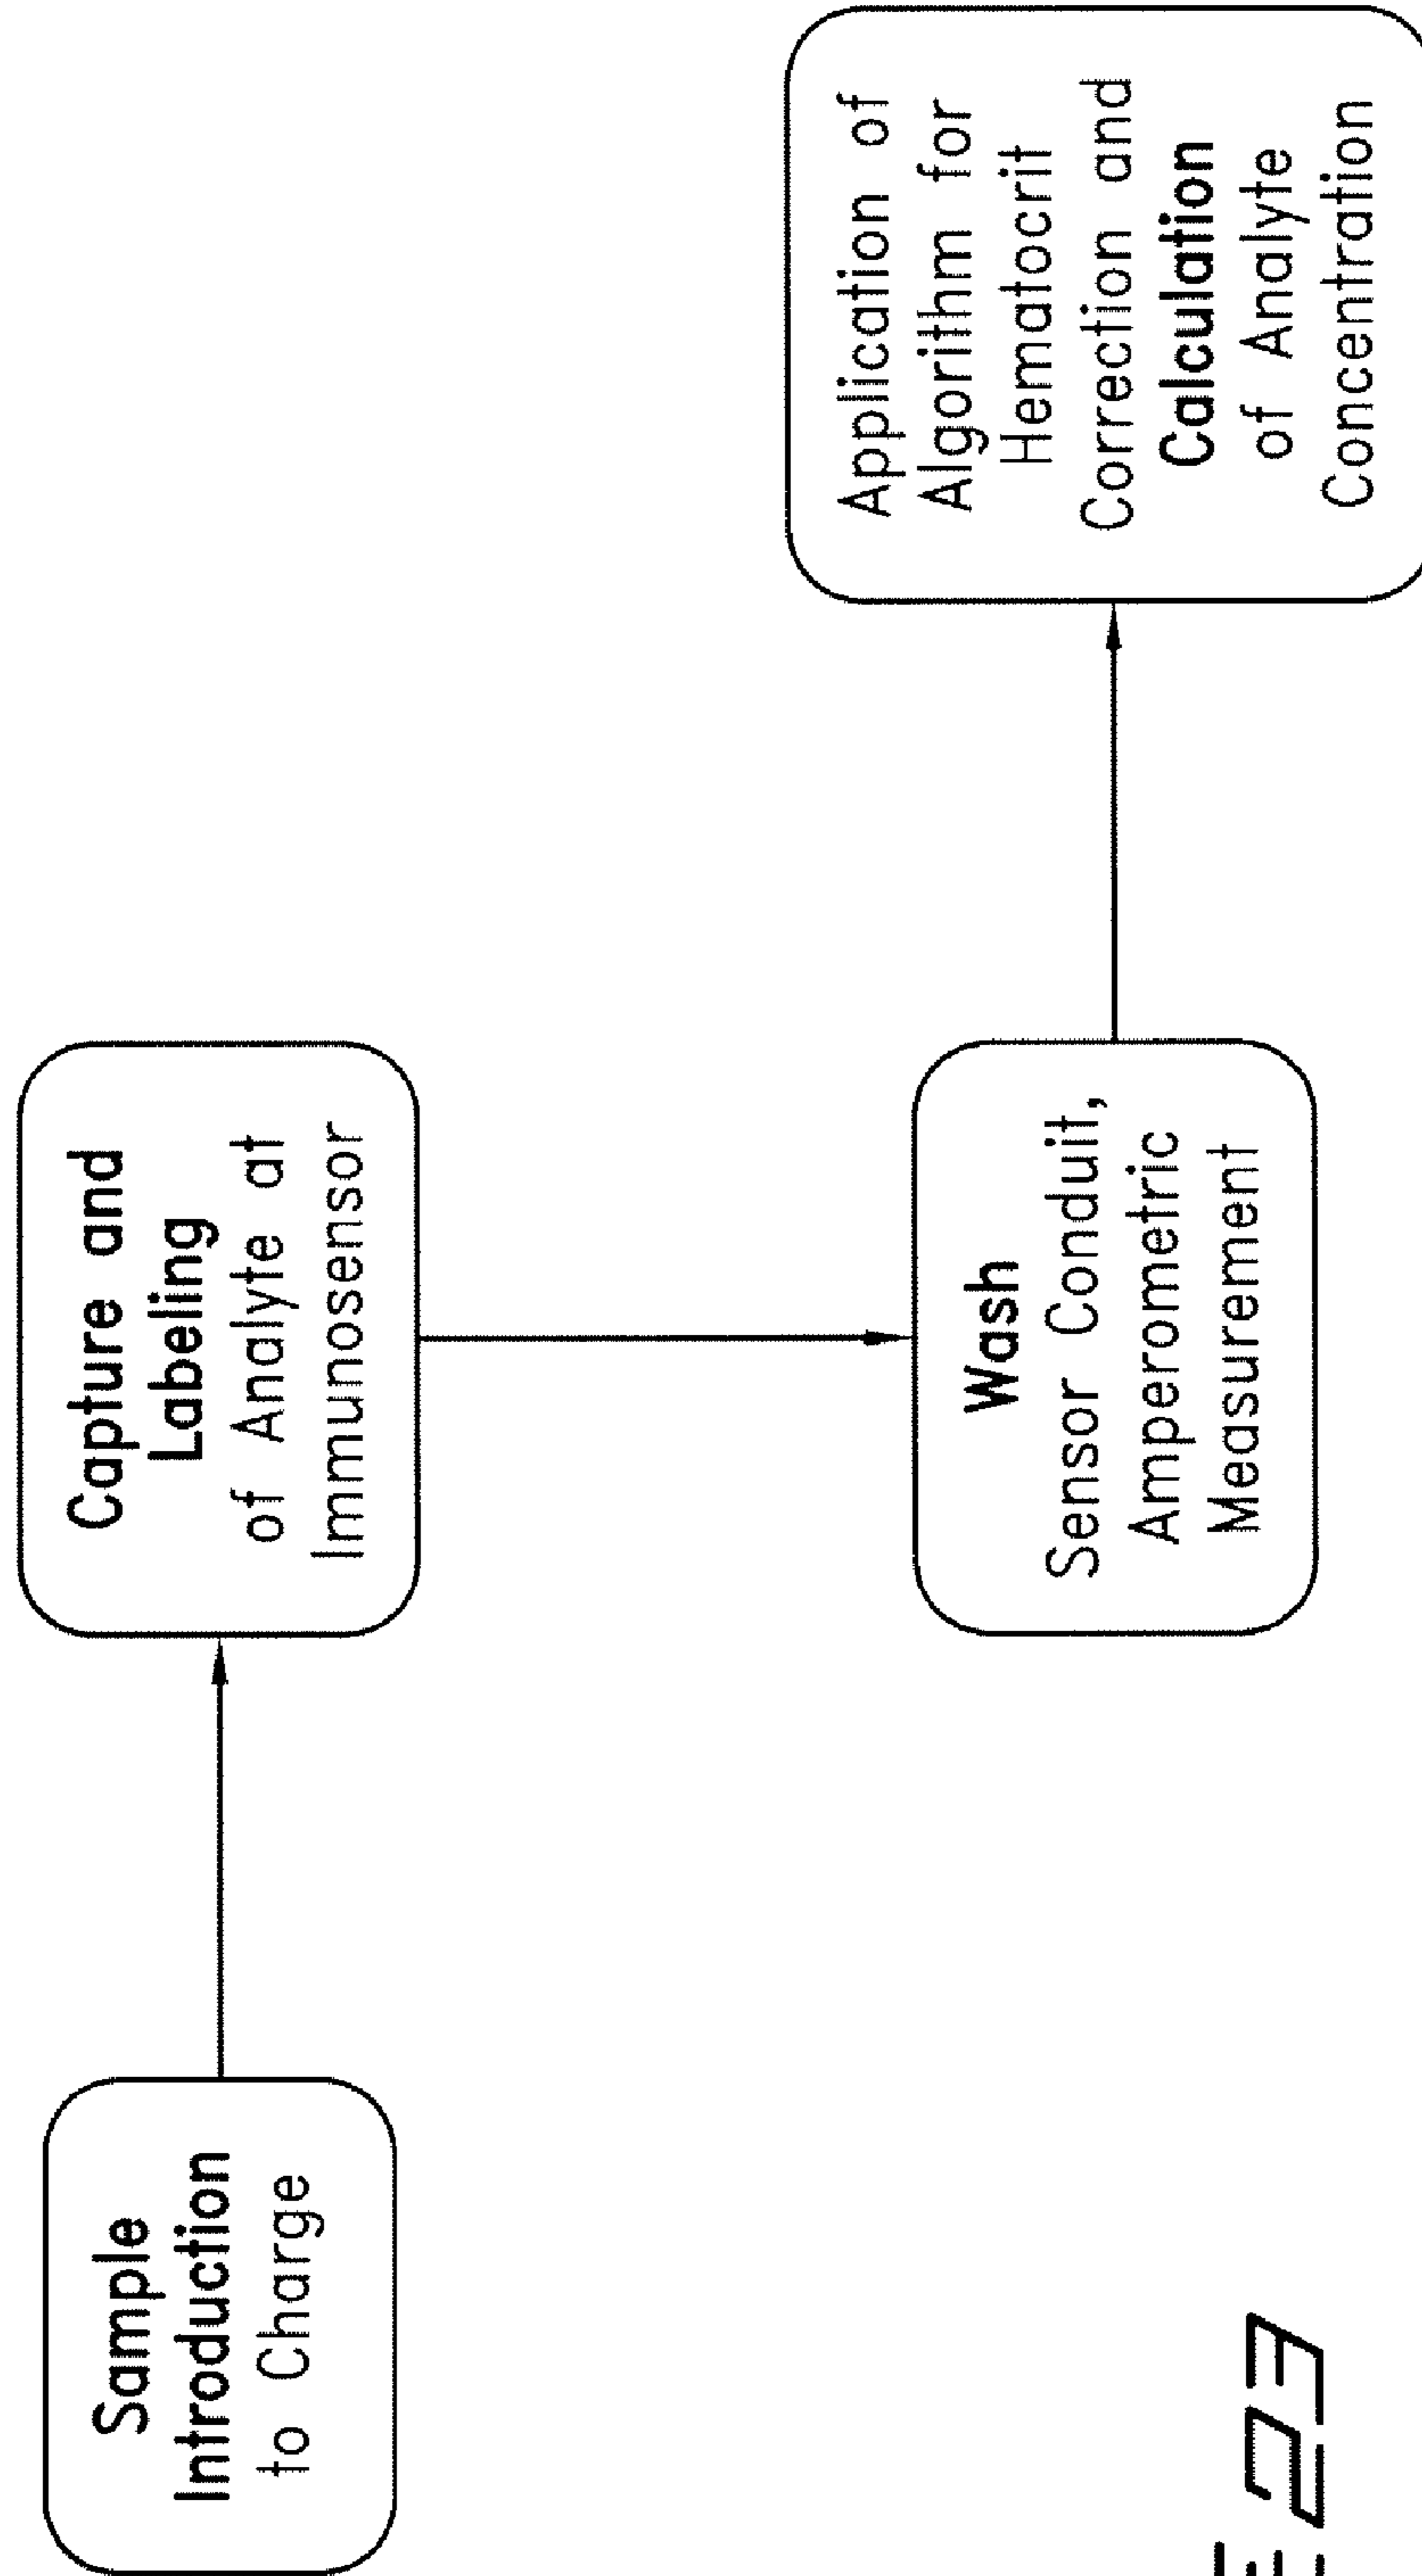 Sample
Introduction
to Charge
Capture and
Labeling
of Analyte at
Immunosensor
Wash
Sensor Conduit,
Amperometric
Measurement
Application of
Algorithm for
Hematocrit
Correction and
Calculation
of Analyte
Concentration
23